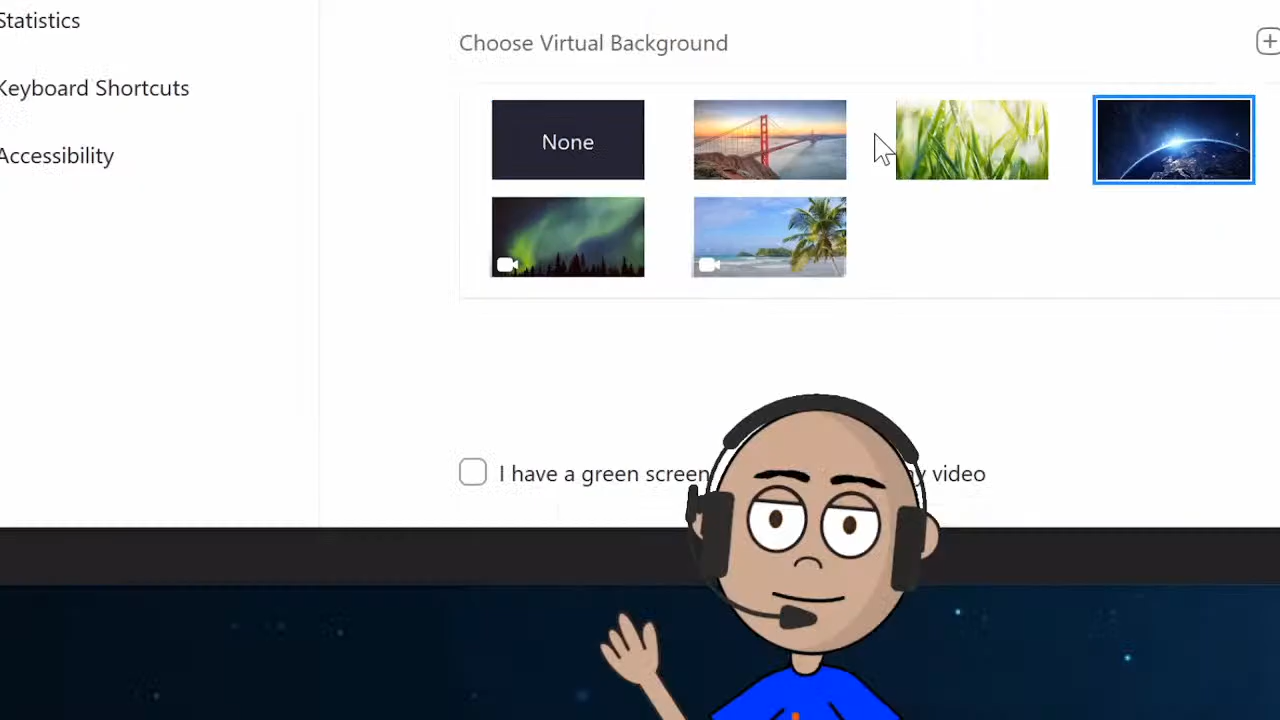 Statistics
Choose Virtual Background
Keyboard Shortcuts
None
Accessibility
I have a green screen
video